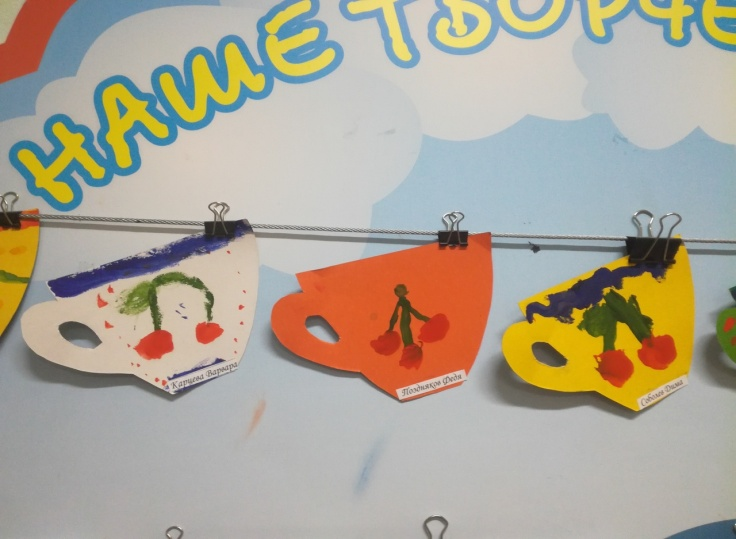 НАШЕ ТВОРЧЕ
Карцева Варвара
Поздняков Федя
Соболев Дима